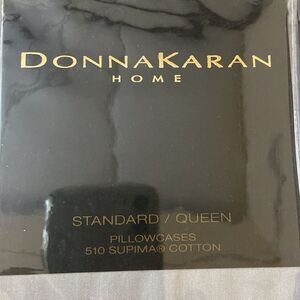 DONNAKARAN
HOME
STANDARD / QUEEN
PILLOWCASES
510 SUPIMA® COTTON